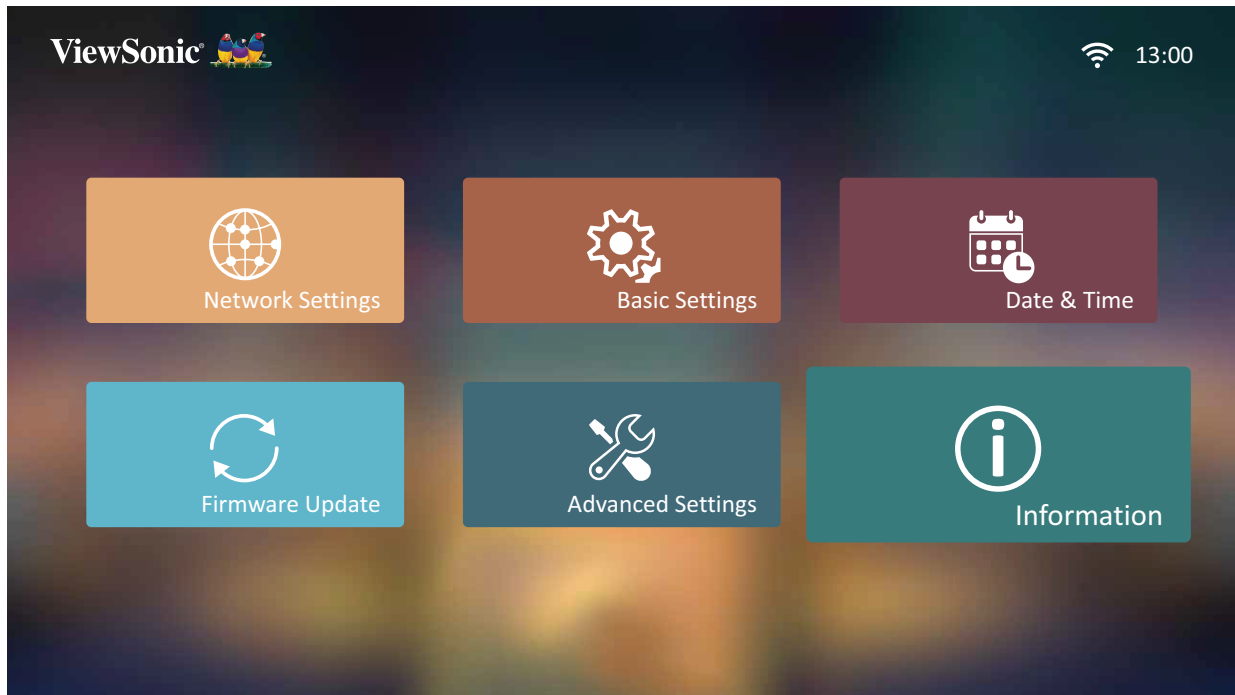 ViewSonic®
13:00
Network Settings
Basic Settings
Date & Time
Firmware Update
Advanced Settings
Information